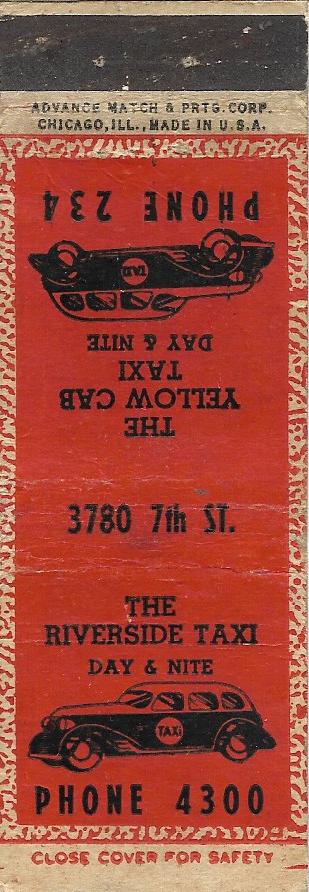 ADVANCE MATCH & PRTG. CORP.
CHICAGO, ILL., MADE IN U.S.A.
THE
YELLOW CAB
TAXI
DAY & NITE
TAXI
PHONE 234
3780 7th ST.
THE
RIVERSIDE TAXI
DAY & NITE
TAXI
PHONE 4300
CLOSE COVER FOR SAFETY